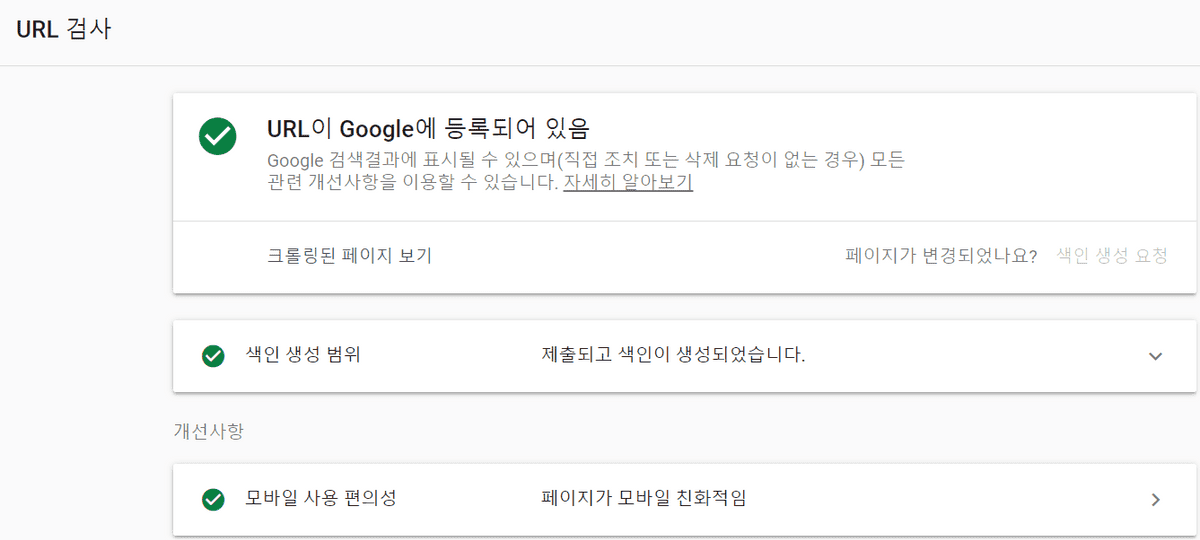 URL 검사
URL이 Google에 등록되어 있음
Google 검색결과에 표시될 수 있으며(직접 조치 또는 삭제 요청이 없는 경우) 모든
관련 개선사항을 이용할 수 있습니다. 자세히 알아보기
크롤링된 페이지 보기
페이지가 변경되었나요? 색인 생성 요청
색인 생성 범위
제출되고 색인이 생성되었습니다.
개선사항
모바일 사용 편의성
페이지가 모바일 친화적임